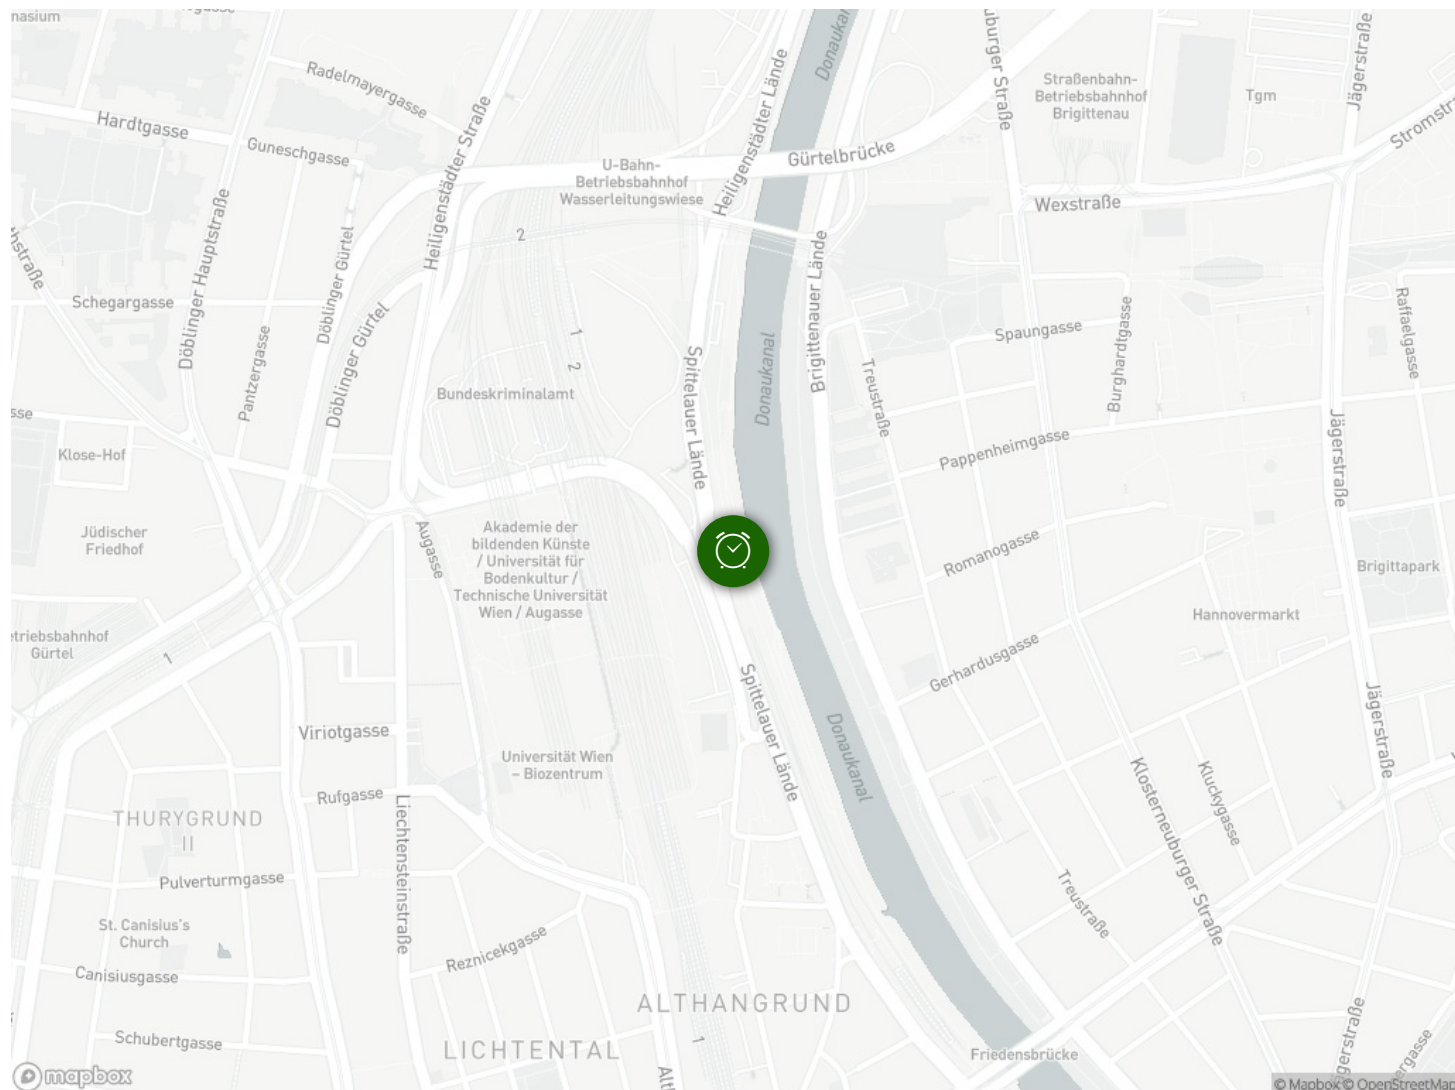 nasium
Radelmayergasse
Hardtgasse
Guneschgasse
Heiligenstädter Straße
Heiligenstädter Lände
Donaukanal
Gürtelbrücke
Straßenbahn-
Betriebsbahnhof
Brigittenau
Tgm
Jägerstraße
Stromstr
burger Straße
U-Bahn-
Betriebsbahnhof
Wasserleitungswiese
Wexstraße
2
Döblinger Hauptstraße
Döblinger Gürtel
Schegargasse
Pantzergasse
Döblinger Gürtel
1
2
Bundeskriminalamt
Spittelauer Lände
Donaukanal
Brigittenauer Lände
Treustraße
Spaungasse
Burghardtgasse
Raffaelgasse
Pappenheimgasse
Jägerstraße
sse
Klose-Hof
Jüdischer
Friedhof
Augasse
Akademie der
bildenden Künste
/ Universität für
Bodenkultur /
Technische Universität
Wien / Augasse
Romanogasse
Brigittapark
Hannovermarkt
Gerhardusgasse
etriebsbahnhof
Gürtel
1
Spittelauer Lände
Donaukanal
Jägerstraße
Viriotgasse
Universität Wien
– Biozentrum
Klosterneuburger Straße
Kluckygasse
Rufgasse
THURYGRUND
II
Liechtensteinstraße
Pulverturmgasse
Treustraße
St. Canisius's
Church
Reznicekgasse
Canisiusgasse
ALTHANGRUND
Schubertgasse
LICHTENTAL
1
Friedensbrücke
gerstraße
ergasse
mapbox
© Mapbox © OpenStreetMap